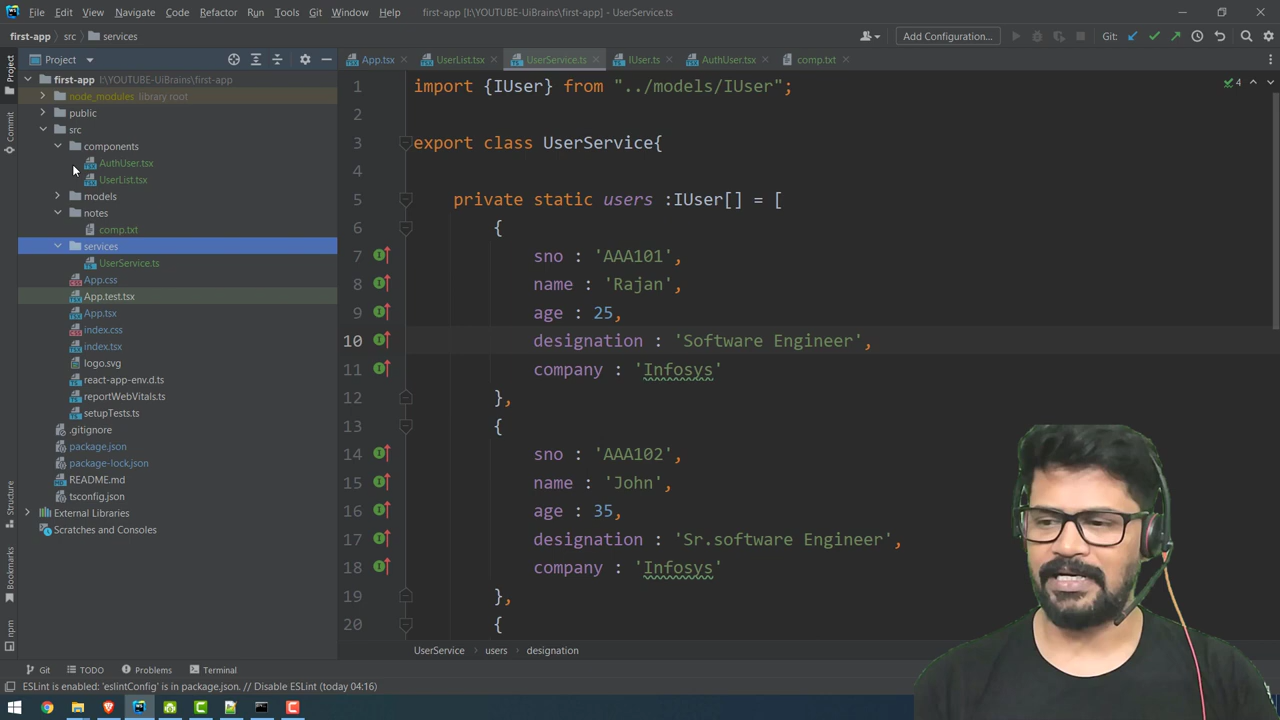 File Edit View Navigate Code Refactor Run Tools Git Window Help first-app [I:\YOUTUBE-UiBrains\first-app] - UserService.ts
first-app src services Add Configuration... Git:
Project
App.tsx UserList.tsx UserService.ts IUser.ts AuthUser.tsx comp.txt
Project
Commit
Structure
Bookmarks
npm
first-app I:\YOUTUBE-UiBrains\first-app
node_modules library root
public
src
components
AuthUser.tsx
UserList.tsx
models
notes
comp.txt
services
UserService.ts
App.css
App.test.tsx
App.tsx
index.css
index.tsx
logo.svg
react-app-env.d.ts
reportWebVitals.ts
setupTests.ts
.gitignore
package.json
package-lock.json
README.md
tsconfig.json
External Libraries
Scratches and Consoles
4
1 import {IUser} from "../models/IUser";
2
3 export class UserService{
4
5 private static users :IUser[] = [
6 {
7 sno : 'AAA101',
8 name : 'Rajan',
9 age : 25,
10 designation : 'Software Engineer',
11 company : 'Infosys'
12 },
13 {
14 sno : 'AAA102',
15 name : 'John',
16 age : 35,
17 designation : 'Sr.software Engineer',
18 company : 'Infosys'
19 },
20 {
UserService users designation
Git TODO Problems Terminal
ESLint is enabled: 'eslintConfig' is in package.json. // Disable ESLint (today 04:16)